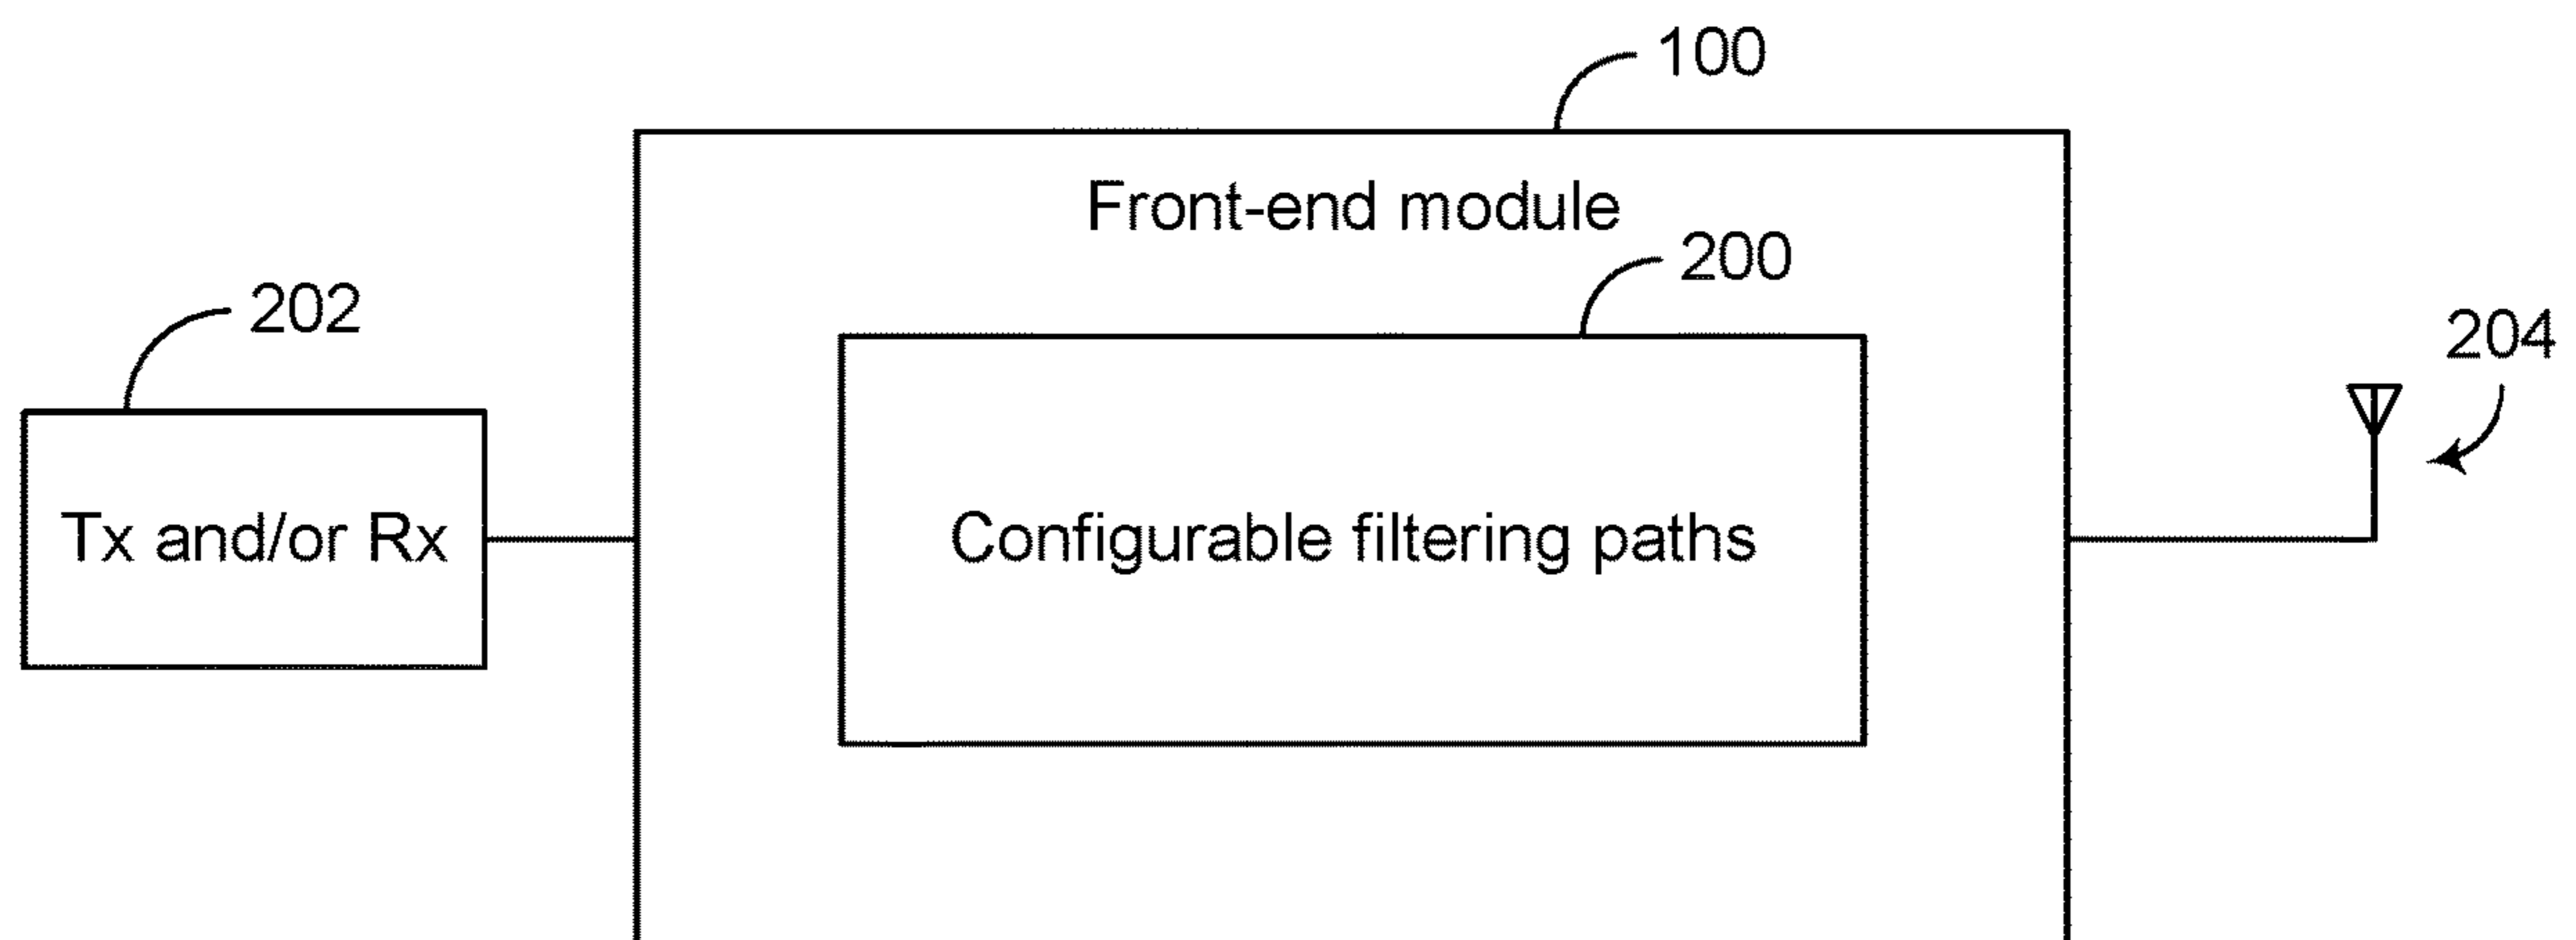 100
Front-end module
200
202
204
Tx and/or Rx
Configurable filtering paths